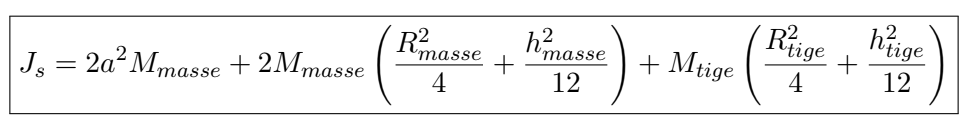 $J_s = 2a^2 M_{masse} + 2M_{masse} \left( \frac{R_{masse}^2}{4} + \frac{h_{masse}^2}{12} \right) + M_{tige} \left( \frac{R_{tige}^2}{4} + \frac{h_{tige}^2}{12} \right)$